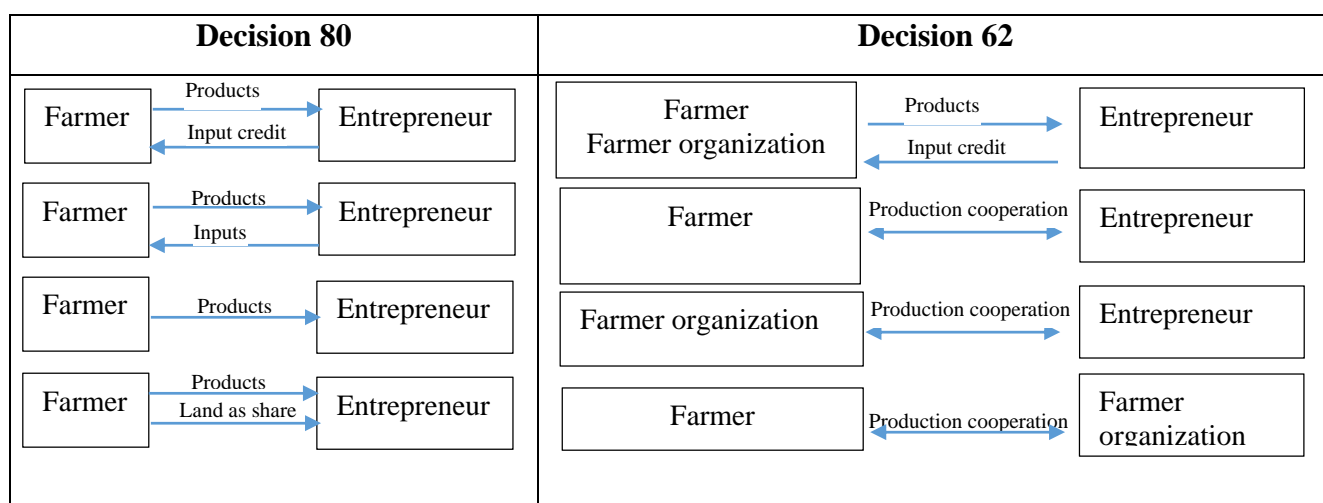 Decision 80
Decision 62
Farmer
Products
Input credit
Entrepreneur
Farmer
Products
Inputs
Entrepreneur
Farmer
Products
Entrepreneur
Farmer
Products
Land as share
Entrepreneur
Farmer
Farmer organization
Products
Input credit
Entrepreneur
Farmer
Production cooperation
Entrepreneur
Farmer organization
Production cooperation
Entrepreneur
Farmer
Production cooperation
Farmer
organization